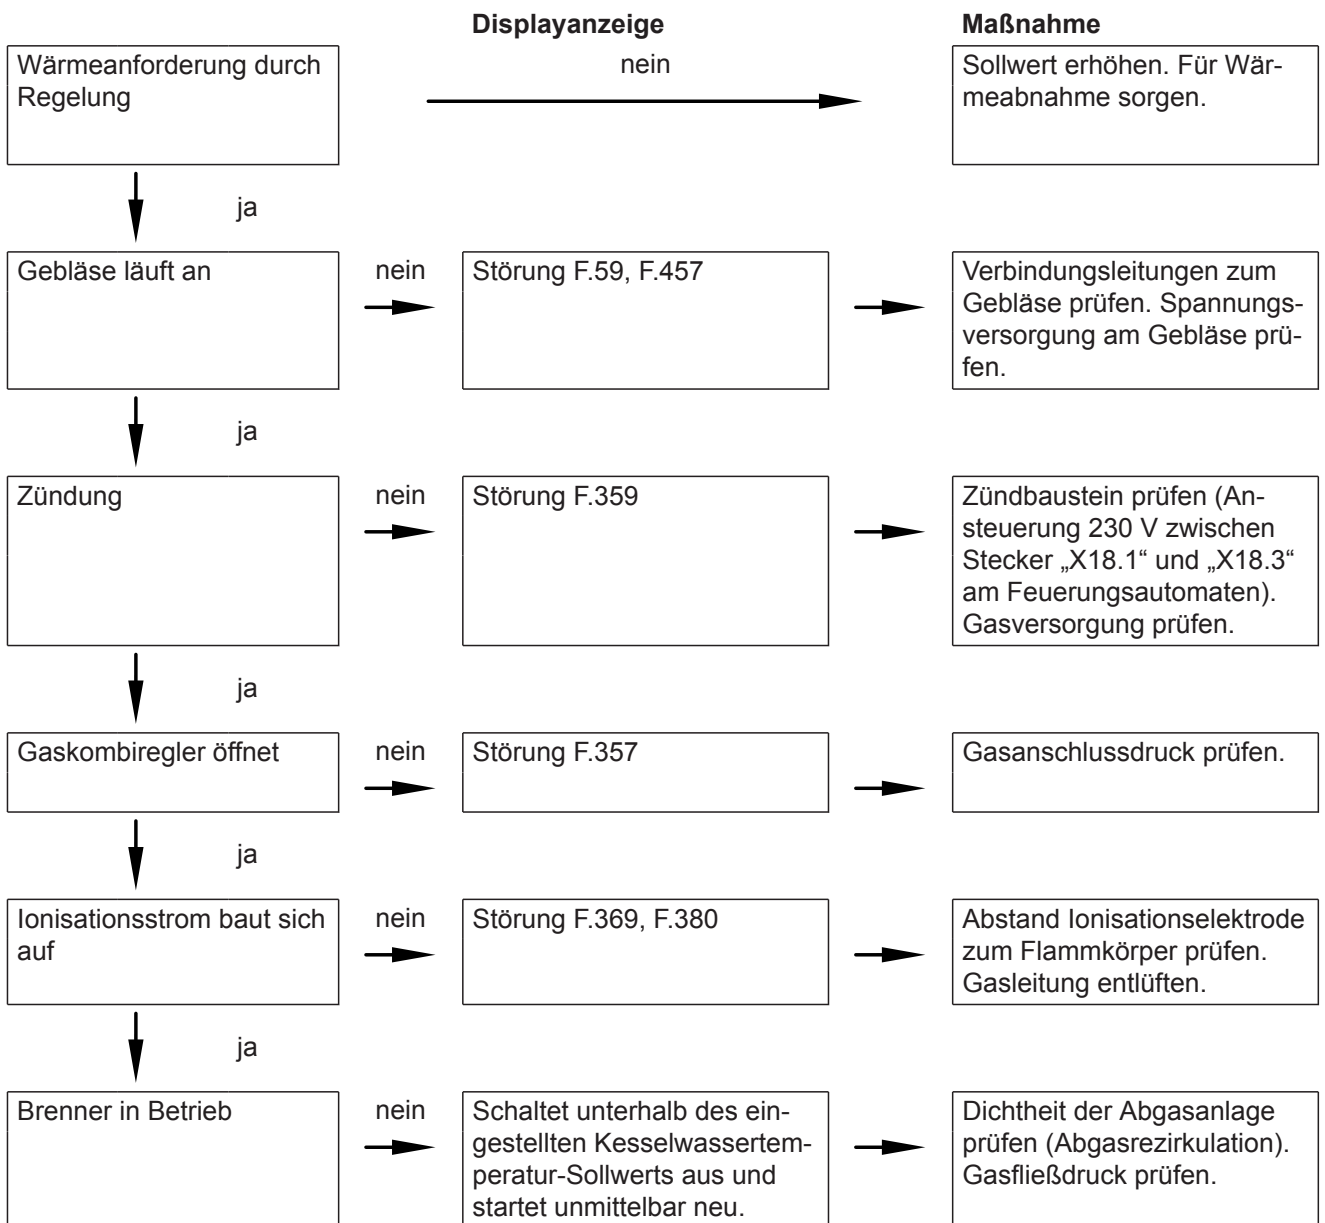 Displayanzeige
Maßnahme
Wärmeanforderung durch
Regelung
nein
Sollwert erhöhen. Für Wär-
meabnahme sorgen.
ja
Gebläse läuft an
nein
Störung F.59, F.457
Verbindungsleitungen zum
Gebläse prüfen. Spannungs-
versorgung am Gebläse prü-
fen.
ja
Zündung
nein
Störung F.359
Zündbaustein prüfen (An-
steuerung 230 V zwischen
Stecker „X18.1“ und „X18.3“
am Feuerungsautomaten).
Gasversorgung prüfen.
ja
Gaskombiregler öffnet
nein
Störung F.357
Gasanschlussdruck prüfen.
ja
Ionisationsstrom baut sich
auf
nein
Störung F.369, F.380
Abstand Ionisationselektrode
zum Flammkörper prüfen.
Gasleitung entlüften.
ja
Brenner in Betrieb
nein
Schaltet unterhalb des ein-
gestellten Kesselwassertem-
peratur-Sollwerts aus und
startet unmittelbar neu.
Dichtheit der Abgasanlage
prüfen (Abgasrezirkulation).
Gasfließdruck prüfen.